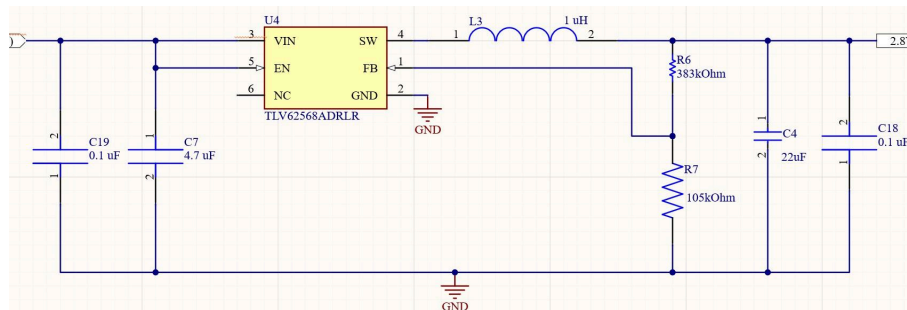 U4
L3
1 uH
3
VIN
SW
4
1
2
2.8
5
EN
FB
1
R6
383kOhm
6
NC
GND
2
TLV62568ADRLR
GND
2
C19
0.1 uF
1
1
C7
4.7 uF
2
R7
105kOhm
1
C4
22uF
2
2
C18
0.1 uF
1
GND